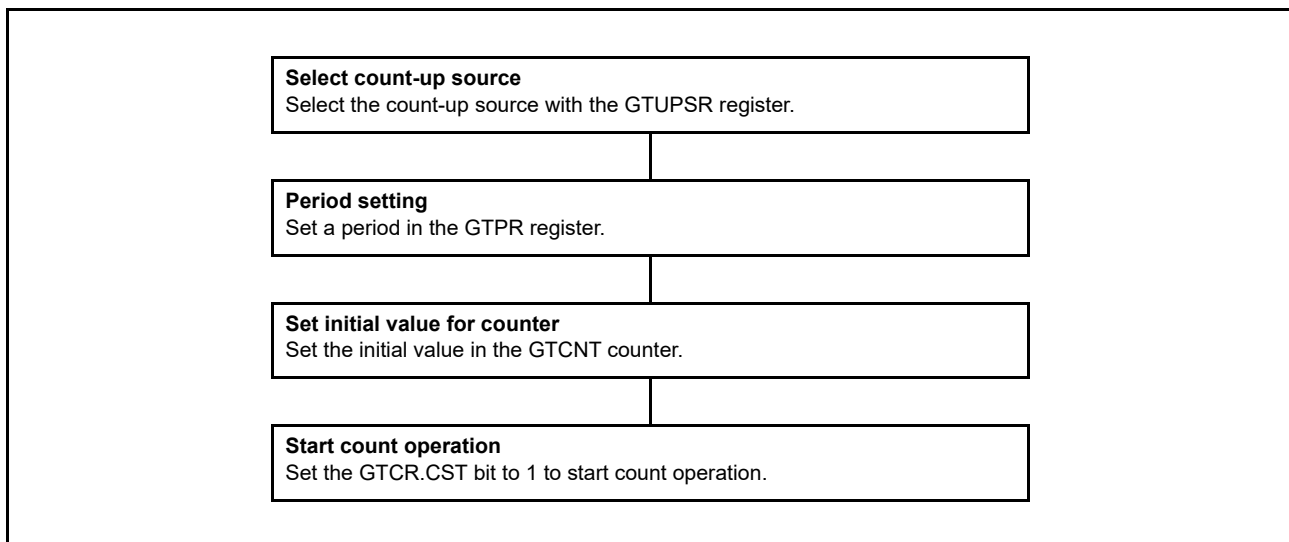 Select count-up source
Select the count-up source with the GTUPSR register.
Period setting
Set a period in the GTPR register.
Set initial value for counter
Set the initial value in the GTCNT counter.
Start count operation
Set the GTCR.CST bit to 1 to start count operation.